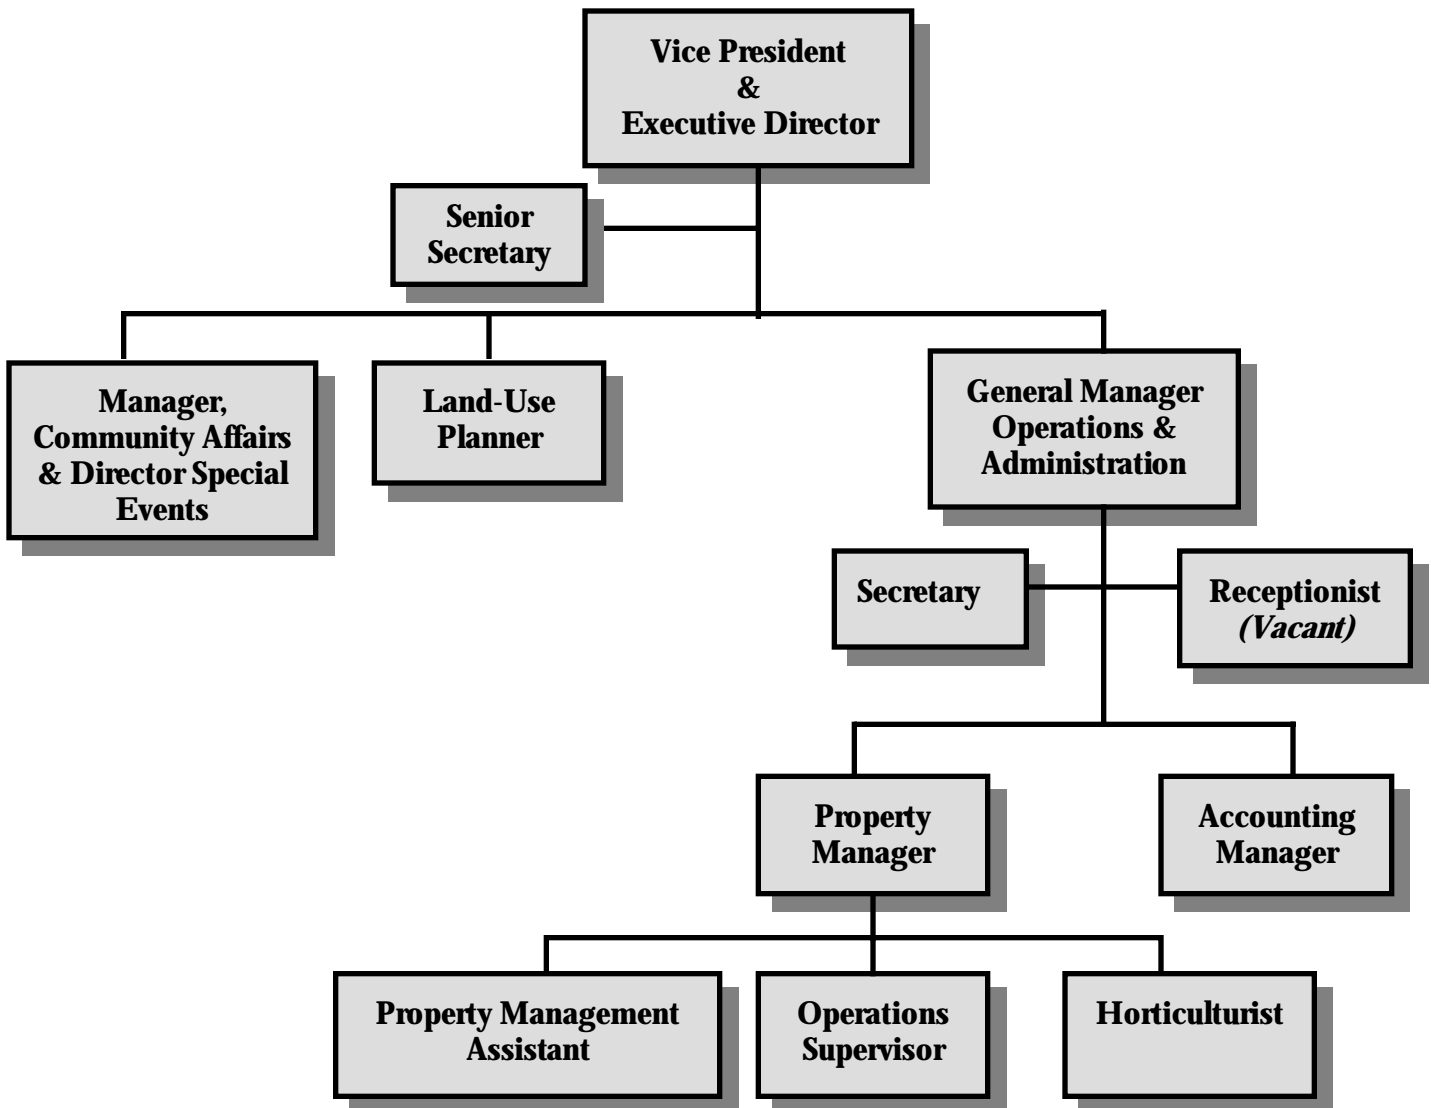 Vice President
&
Executive Director
Senior
Secretary
Manager,
Community Affairs
& Director Special
Events
Land-Use
Planner
General Manager
Operations &
Administration
Secretary
Receptionist
(Vacant)
Property
Manager
Accounting
Manager
Property Management
Assistant
Operations
Supervisor
Horticulturist